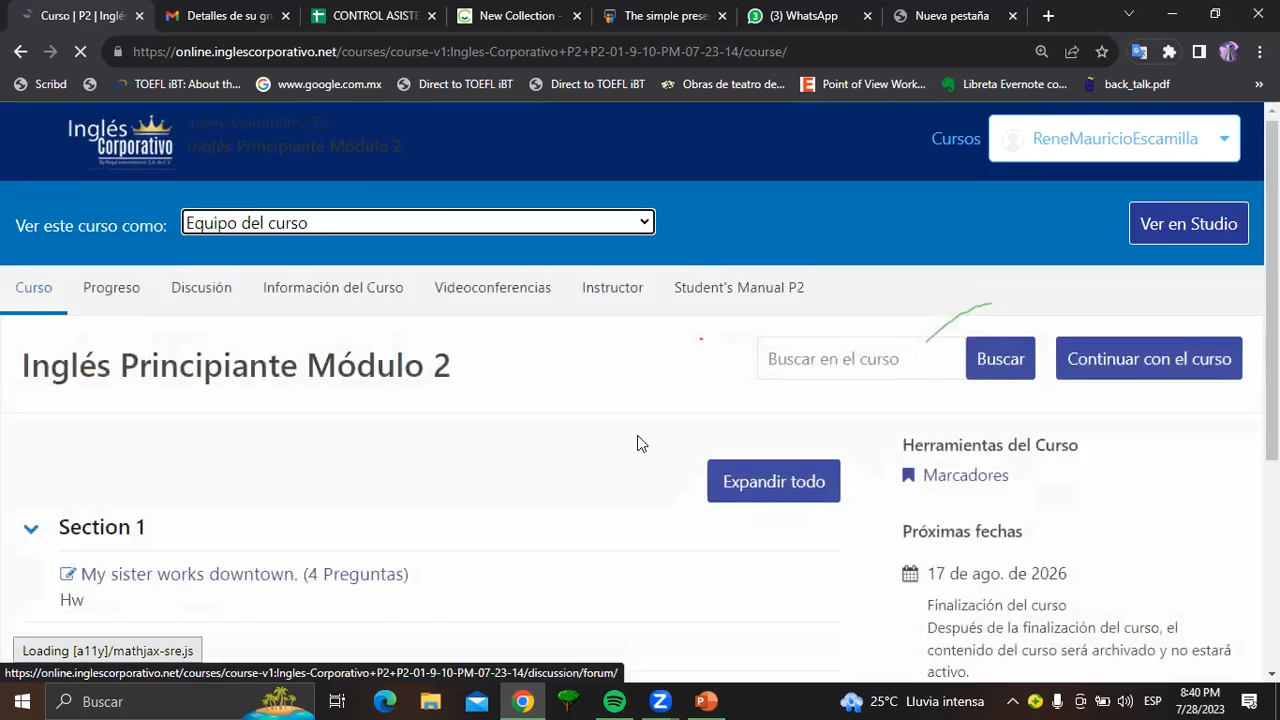 Curso | P2 | Inglé
Detalles de su gr
CONTROL ASISTE
New Collection -
The simple prese
(3) WhatsApp
Nueva pestaña
https://online.inglescorporativo.net/courses/course-v1:Ingles-Corporativo+P2+P2-01-9-10-PM-07-23-14/course/
Scribd
TOEFL iBT: About th...
www.google.com.mx
Direct to TOEFL iBT
Direct to TOEFL iBT
Obras de teatro de...
Point of View Work...
Libreta Evernote co...
back_talk.pdf
»
Inglés Corporativo
Inglés-Corporativo: P2
Inglés Principiante Módulo 2
Cursos
ReneMauricioEscamilla
Ver este curso como:
Equipo del curso
Ver en Studio
Curso
Progreso
Discusión
Información del Curso
Videoconferencias
Instructor
Student's Manual P2
Inglés Principiante Módulo 2
Buscar en el curso
Buscar
Continuar con el curso
Expandir todo
Herramientas del Curso
Marcadores
Section 1
My sister works downtown. (4 Preguntas)
Hw
Próximas fechas
17 de ago. de 2026
Finalización del curso
Después de la finalización del curso, el
contenido del curso será archivado y no estará
activo.
Loading [a11y]/mathjax-sre.js
https://online.inglescorporativo.net/courses/course-v1:Ingles-Corporativo+P2+P2-01-9-10-PM-07-23-14/discussion/forum/
Buscar
25°C Lluvia intensa
ESP
8:40 PM
7/28/2023